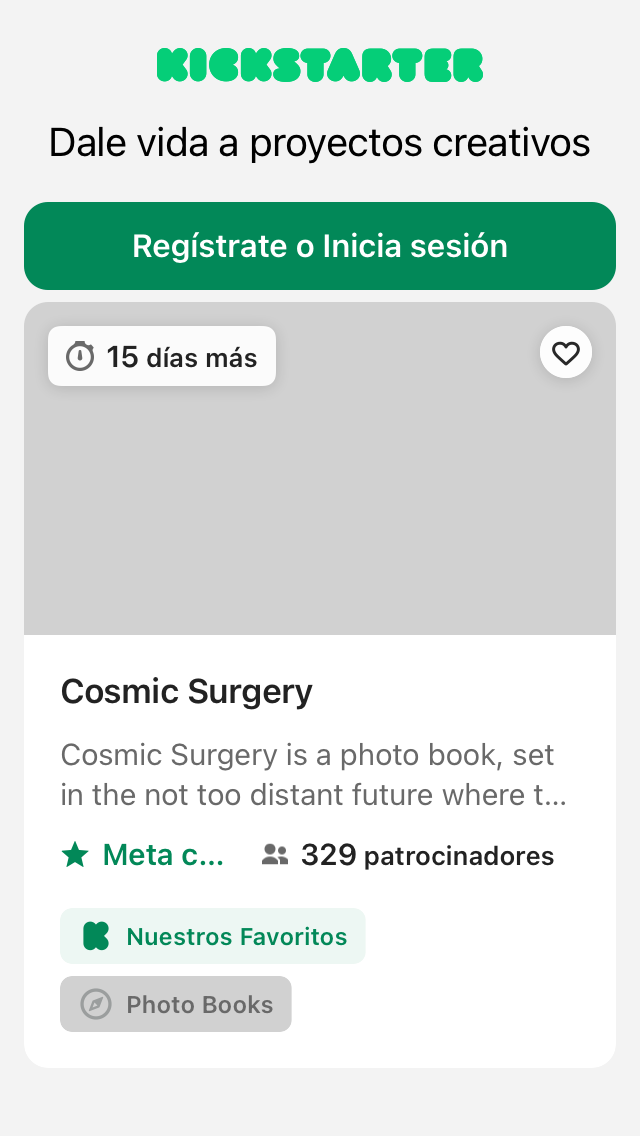 KICKSTARTER
Dale vida a proyectos creativos
Regístrate o Inicia sesión
15 días más
Cosmic Surgery
Cosmic Surgery is a photo book, set
in the not too distant future where t...
Meta c... 329 patrocinadores
Nuestros Favoritos
Photo Books